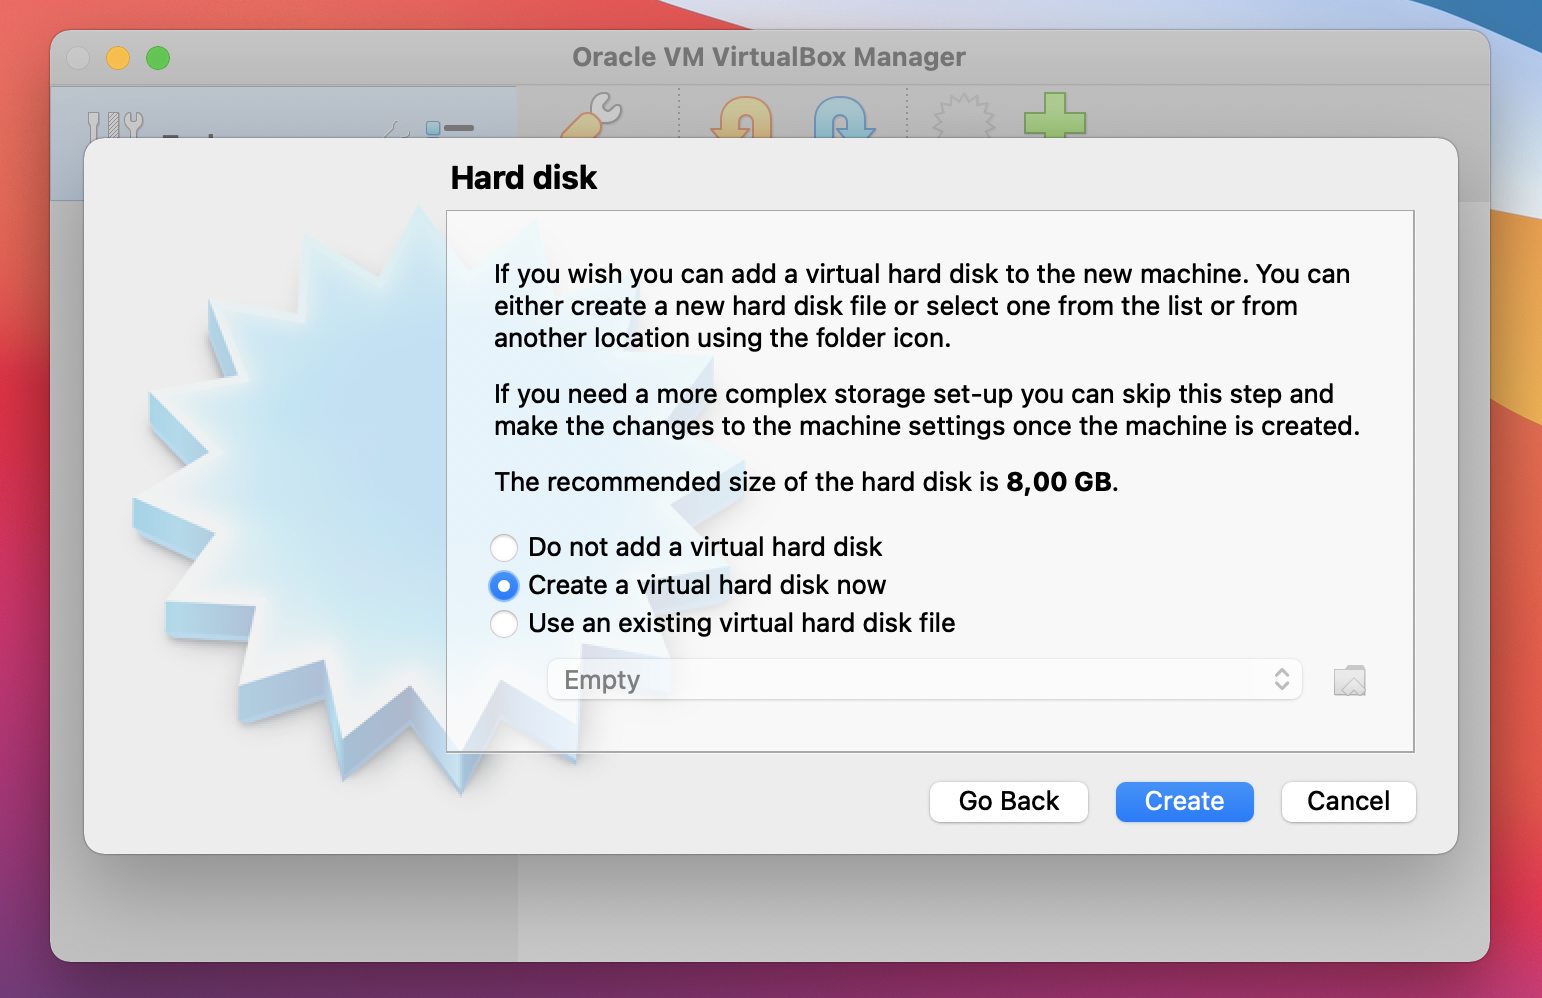 Oracle VM VirtualBox Manager
Hard disk
If you wish you can add a virtual hard disk to the new machine. You can
either create a new hard disk file or select one from the list or from
another location using the folder icon.
If you need a more complex storage set-up you can skip this step and
make the changes to the machine settings once the machine is created.
The recommended size of the hard disk is 8,00 GB.
Do not add a virtual hard disk
Create a virtual hard disk now
Use an existing virtual hard disk file
Empty
Go Back
Create
Cancel